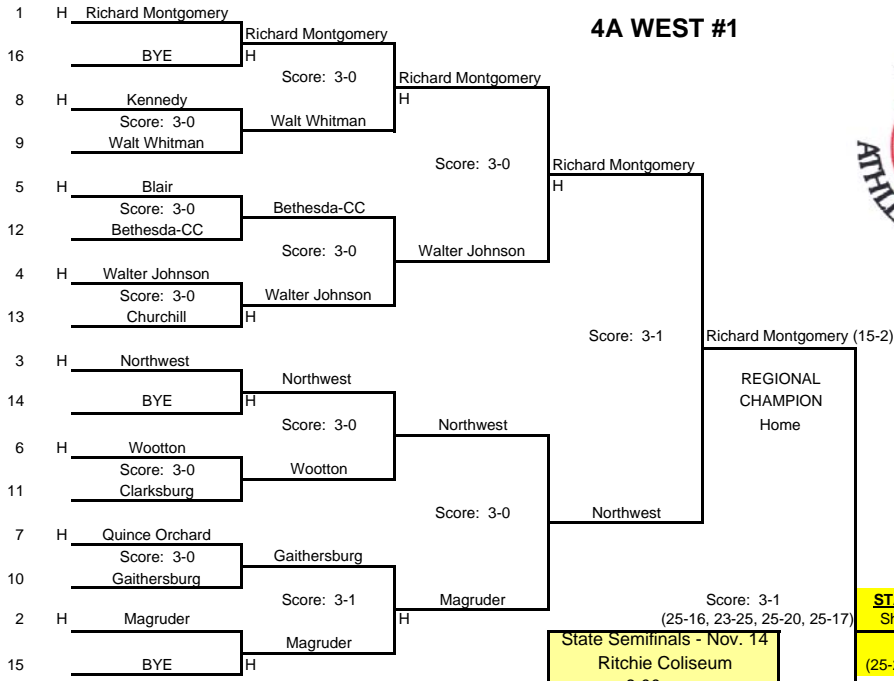 4A WEST #1
1 H Richard Montgomery
Richard Montgomery
16 BYE H
Score: 3-0 Richard Montgomery
8 H Kennedy H
Score: 3-0 Walt Whitman
9 Walt Whitman
Score: 3-0 Richard Montgomery
5 H Blair H
Score: 3-0 Bethesda-CC
12 Bethesda-CC
Score: 3-0 Walter Johnson
4 H Walter Johnson
Score: 3-0 Walter Johnson
13 Churchill H
Score: 3-1 Richard Montgomery (15-2)
3 H Northwest
Northwest REGIONAL
14 BYE H CHAMPION
Score: 3-0 Northwest Home
6 H Wootton
Score: 3-0 Wootton
11 Clarksburg
Score: 3-0 Northwest
7 H Quince Orchard
Score: 3-0 Gaithersburg
10 Gaithersburg
Score: 3-1 Magruder Score: 3-1
2 H Magruder H (25-16, 23-25, 25-20, 25-17)
Magruder State Semifinals - Nov. 14
15 BYE H Ritchie Coliseum